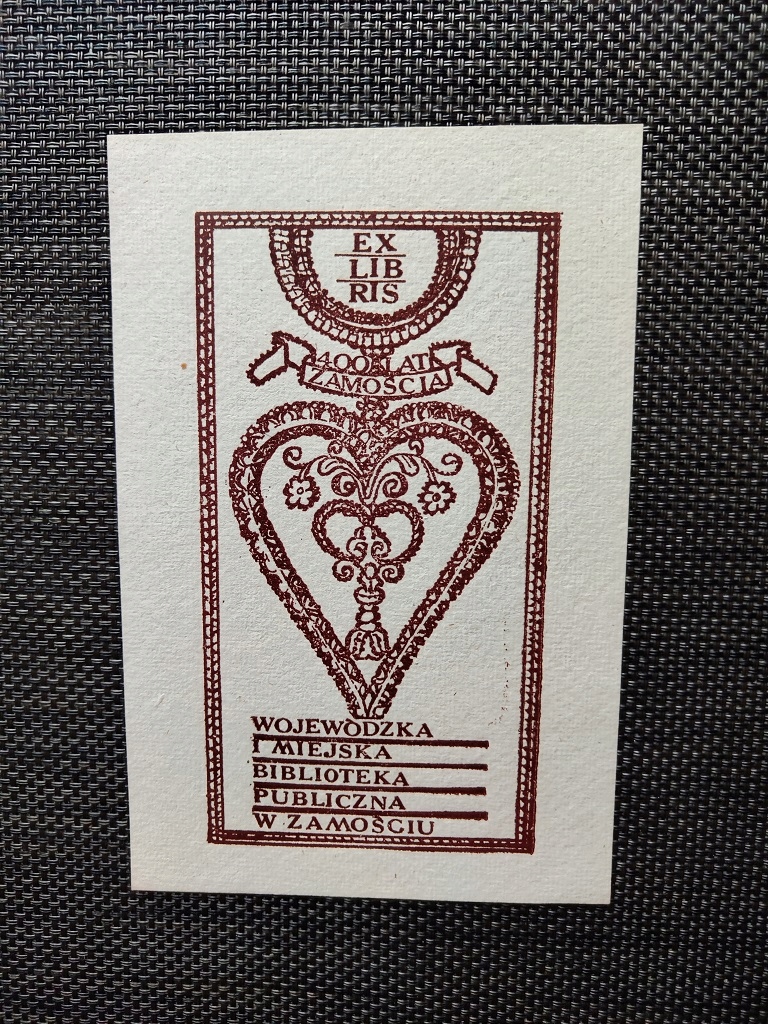 EX
LIB
RIS
400 LAT
ZAMOŚCIA
WOJEWÓDZKA
I MIEJSKA
BIBLIOTEKA
PUBLICZNA
W ZAMOŚCIU